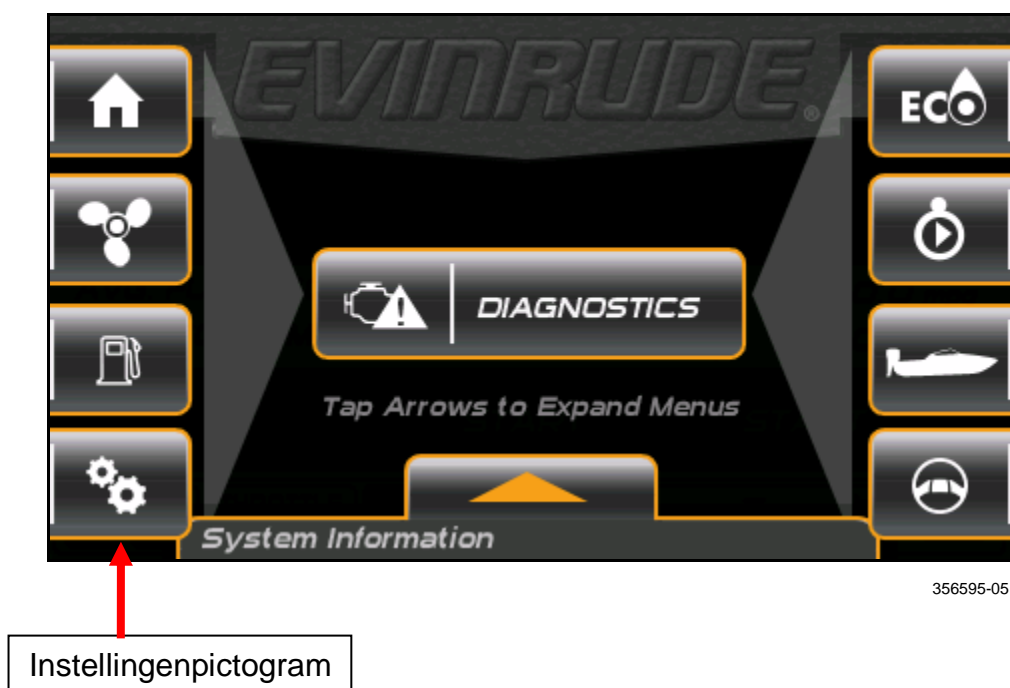 EVINRUDE®
ECO
DIAGNOSTICS
Tap Arrows to Expand Menus
System Information
356595-05
Instellingenpictogram